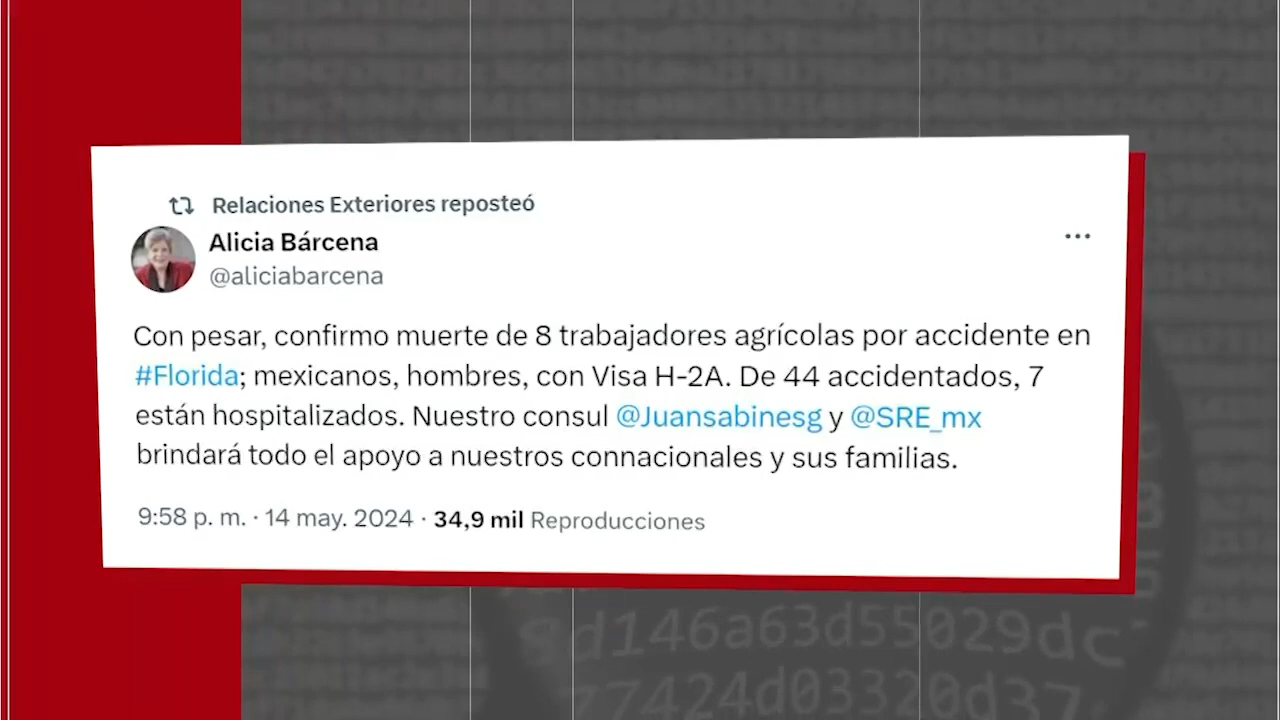 Relaciones Exteriores reposteó
Alicia Bárcena
@aliciabarcena
Con pesar, confirmo muerte de 8 trabajadores agrícolas por accidente en
#Florida; mexicanos, hombres, con Visa H-2A. De 44 accidentados, 7
están hospitalizados. Nuestro consul @Juansabinesg y @SRE_mx
brindará todo el apoyo a nuestros connacionales y sus familias.
9:58 p. m. · 14 may. 2024 · 34,9 mil Reproducciones
9d146a63d55029dc
z7424d03320d37